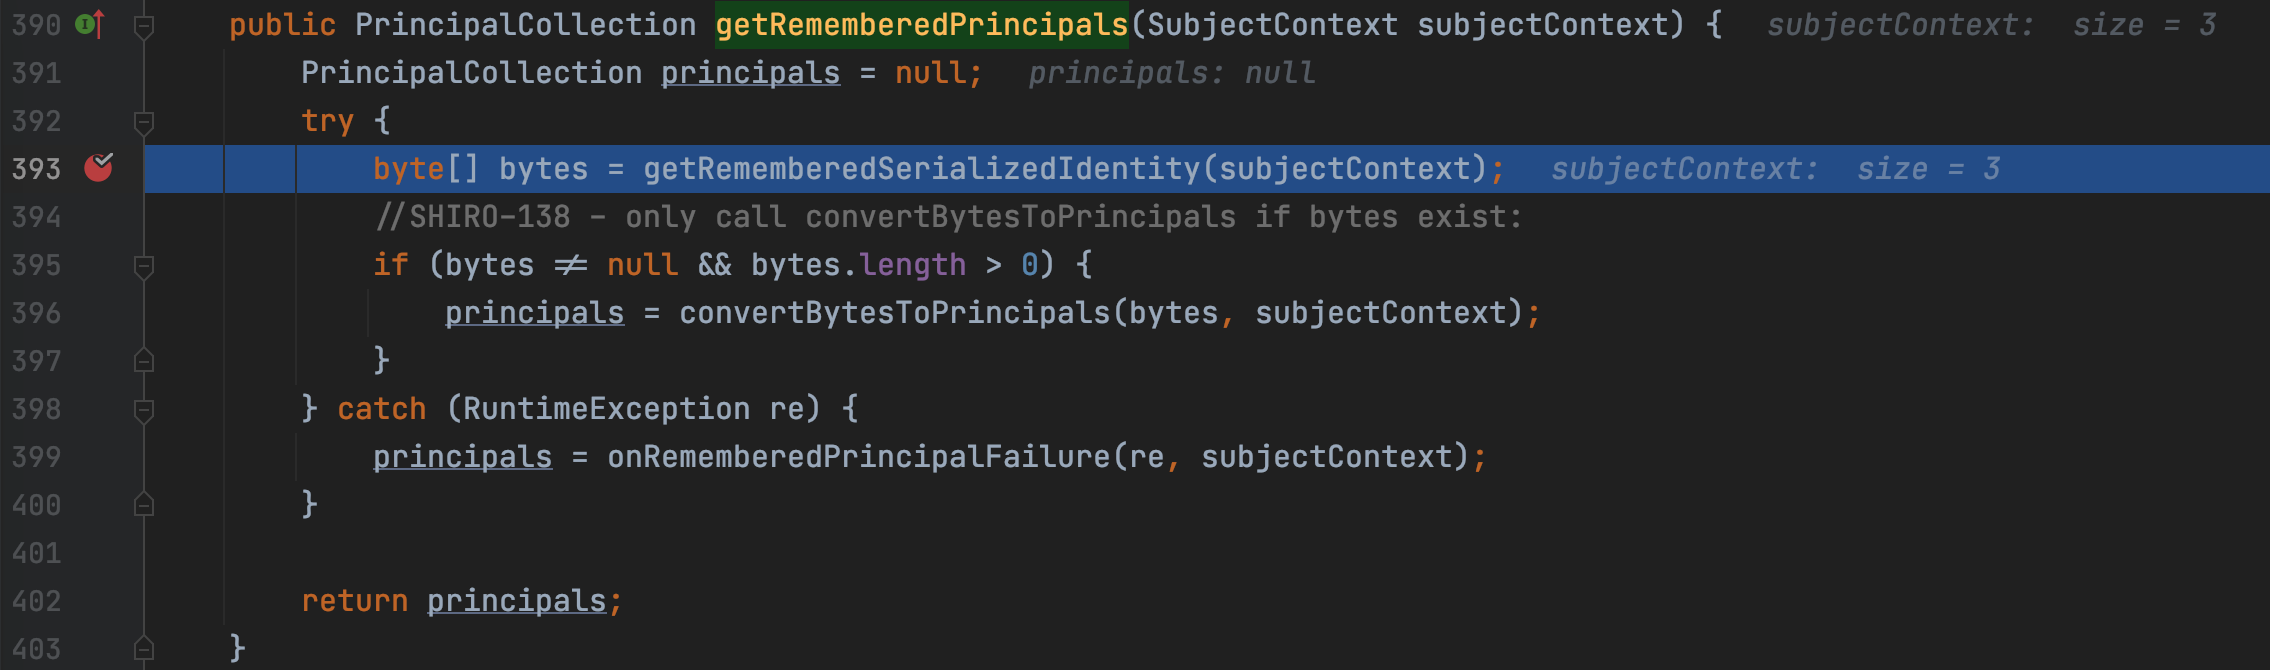 390 public PrincipalCollection getRememberedPrincipals(SubjectContext subjectContext) { subjectContext: size = 3
391 PrincipalCollection principals = null; principals: null
392 try {
393 byte[] bytes = getRememberedSerializedIdentity(subjectContext); subjectContext: size = 3
394 //SHIRO-138 - only call convertBytesToPrincipals if bytes exist:
395 if (bytes != null && bytes.length > 0) {
396 principals = convertBytesToPrincipals(bytes, subjectContext);
397 }
398 } catch (RuntimeException re) {
399 principals = onRememberedPrincipalFailure(re, subjectContext);
400 }
401
402 return principals;
403 }